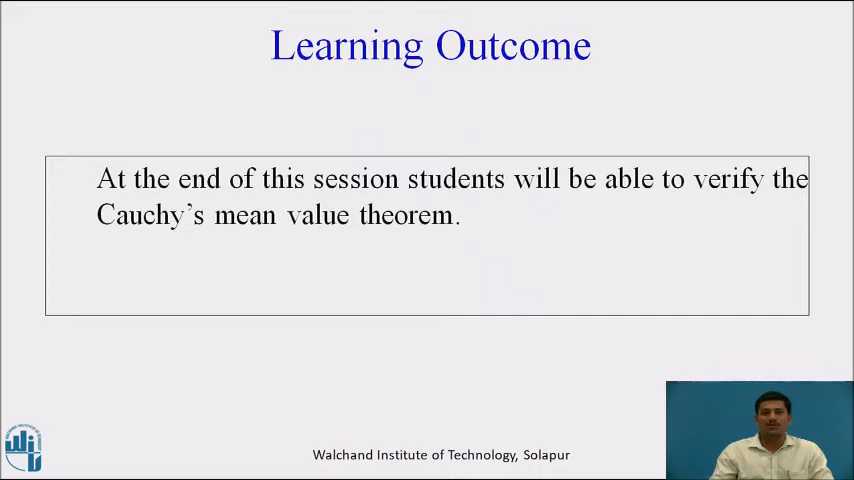 Learning Outcome
At the end of this session students will be able to verify the
Cauchy's mean value theorem.
Walchand Institute of Technology, Solapur